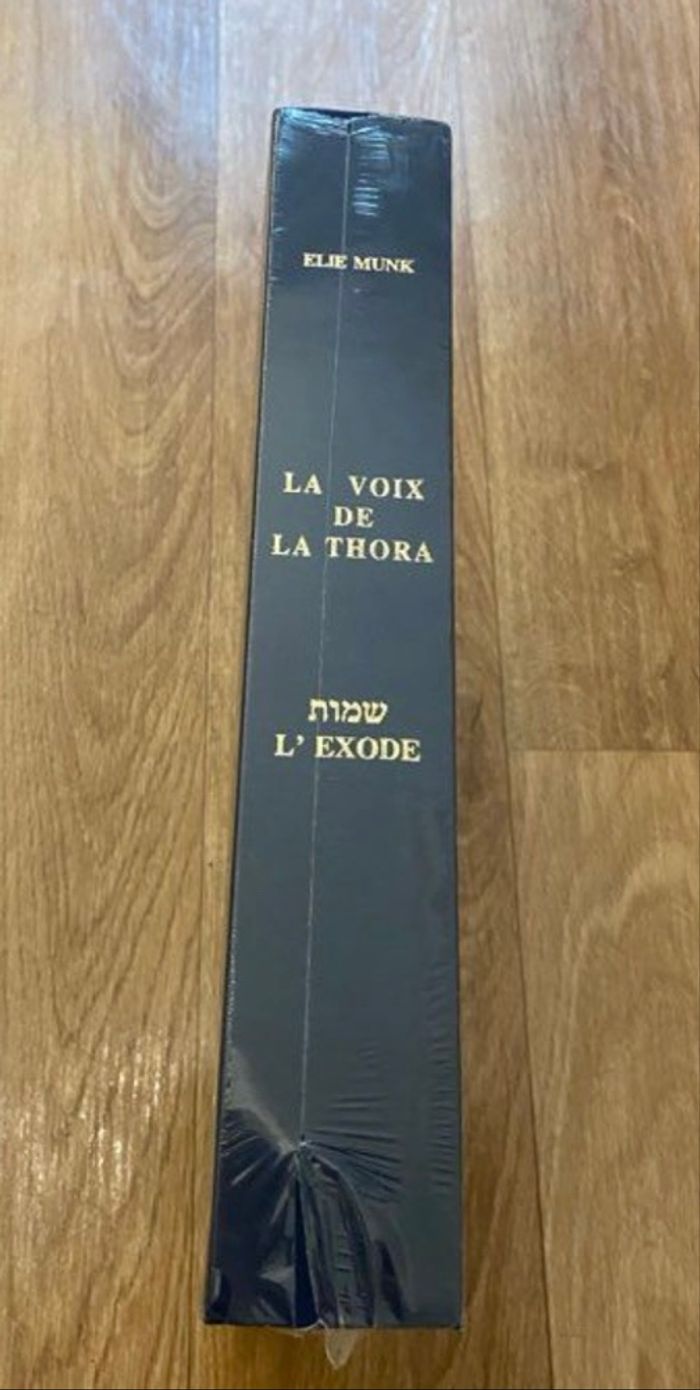 ELIE MUNK
LA VOIX
DE
LA THORA
שמות
L' EXODE